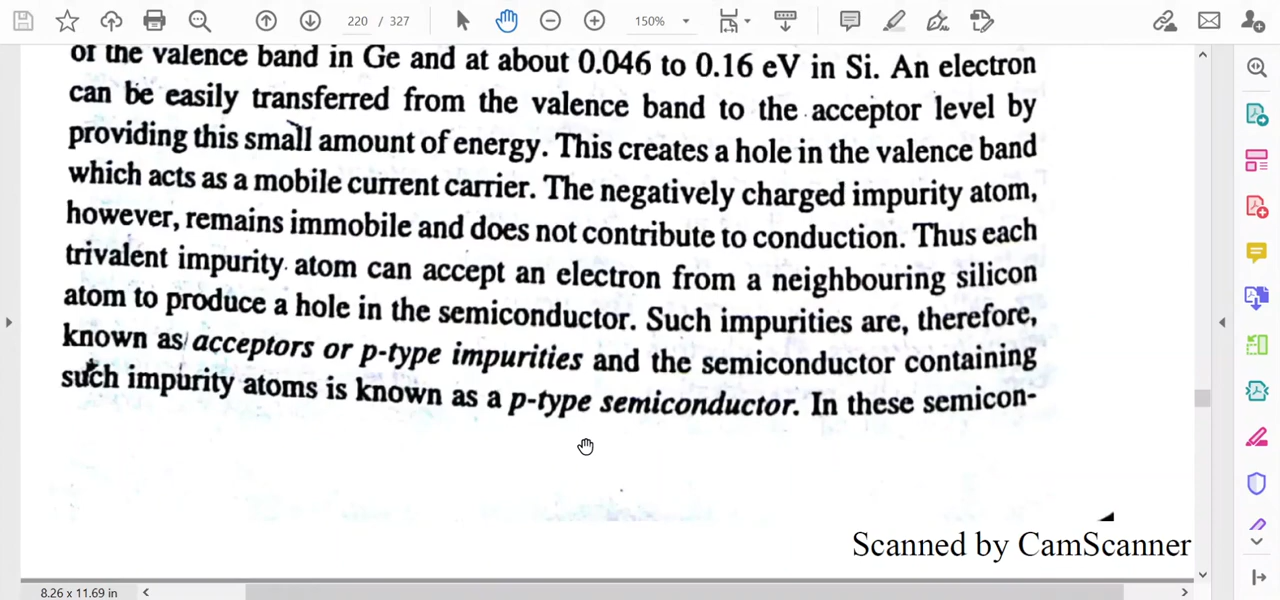 220 / 327
150%
of the valence band in Ge and at about 0.046 to 0.16 eV in Si. An electron
can be easily transferred from the valence band to the acceptor level by
providing this small amount of energy. This creates a hole in the valence band
which acts as a mobile current carrier. The negatively charged impurity atom,
however, remains immobile and does not contribute to conduction. Thus each
trivalent impurity atom can accept an electron from a neighbouring silicon
atom to produce a hole in the semiconductor. Such impurities are, therefore,
known as acceptors or p-type impurities and the semiconductor containing
such impurity atoms is known as a p-type semiconductor. In these semicon-
Scanned by CamScanner
8.26 x 11.69 in